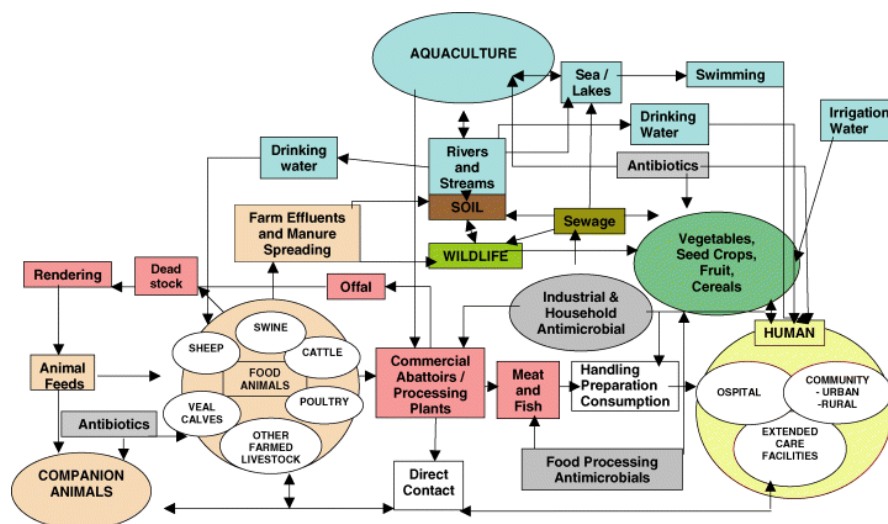 AQUACULTURE
Sea /
Lakes
Swimming
Drinking
Water
Irrigation
Water
Drinking
water
Rivers
and
Streams
Antibiotics
SOIL
Farm Effluents
and Manure
Spreading
Sewage
WILDLIFE
Vegetables,
Seed Crops,
Fruit,
Cereals
Rendering
Dead
stock
Offal
Industrial &
Household
Antimicrobial
SWINE
SHEEP
CATTLE
FOOD
ANIMALS
POULTRY
VEAL
CALVES
OTHER
FARMED
LIVESTOCK
HUMAN
Animal
Feeds
Commercial
Abattoirs /
Processing
Plants
Meat
and
Fish
Handling
Preparation
Consumption
OSPITAL
COMMUNITY
- URBAN
-RURAL
EXTENDED
CARE
FACILITIES
Antibiotics
COMPANION
ANIMALS
Direct
Contact
Food Processing
Antimicrobials